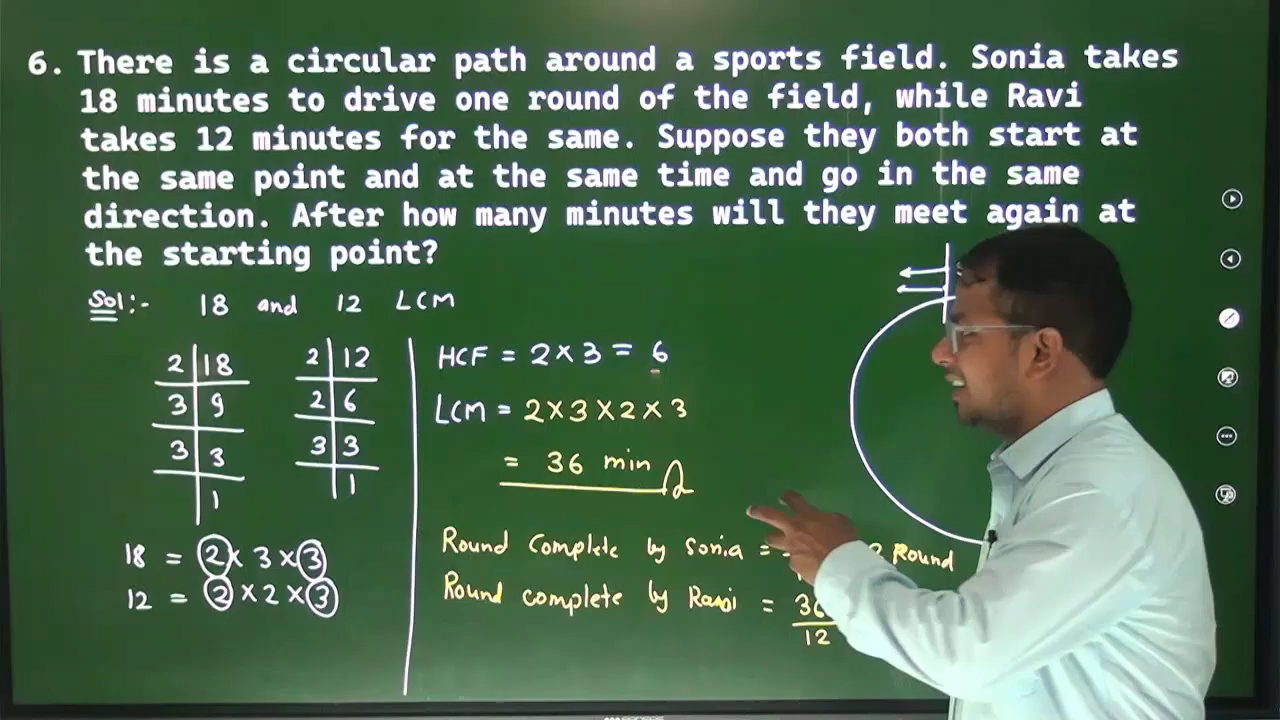 6. There is a circular path around a sports field. Sonia takes
18 minutes to drive one round of the field, while Ravi
takes 12 minutes for the same. Suppose they both start at
the same point and at the same time and go in the same
direction. After how many minutes will they meet again at
the starting point?
Sol:- 18 and 12 LCM
2 | 18
3 | 9
3 | 3
1
2 | 12
2 | 6
3 | 3
1
18 = 2 × 3 × 3
12 = 2 × 2 × 3
HCF = 2 × 3 = 6
LCM = 2 × 3 × 2 × 3
= 36 min
Round Complete by Sonia = Round
Round complete by Ravi = 36/12